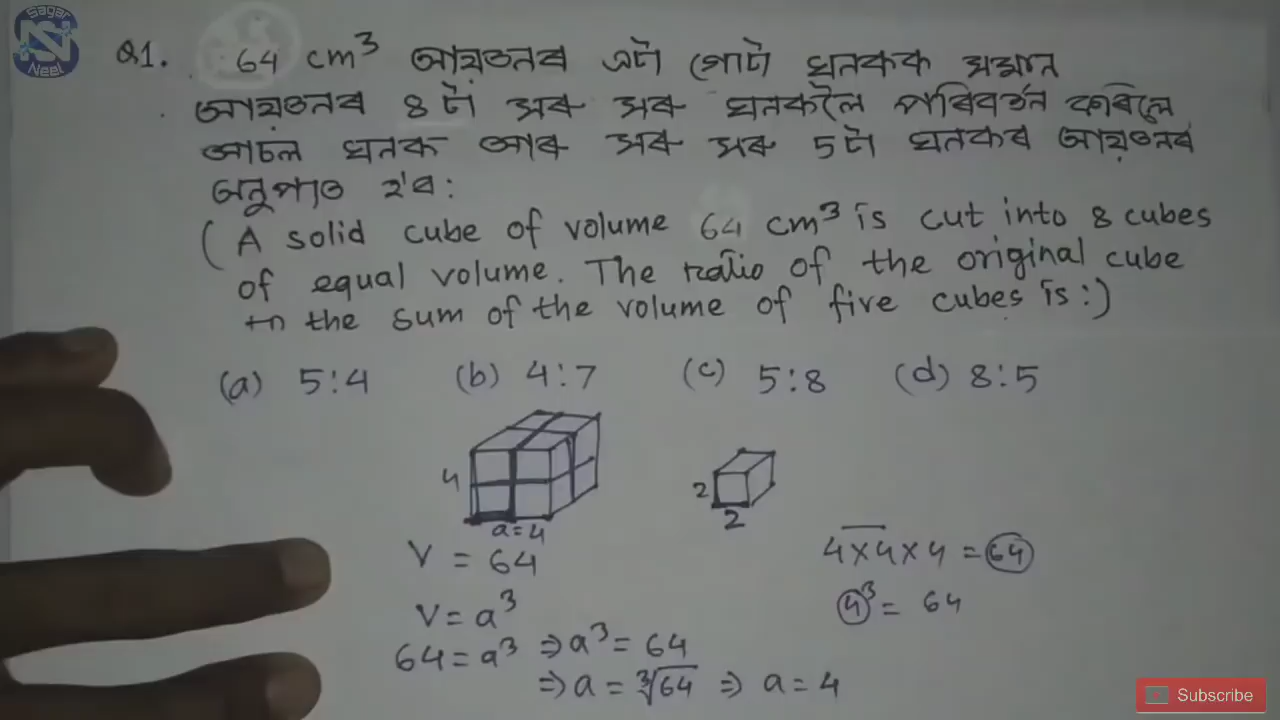 Sagar
Neel
Q1. 64 cm³ আয়তনৰ এটা গোটা ঘনকক সমান
আয়তনৰ 8 টা সৰু সৰু ঘনকলৈ পৰিবৰ্তন কৰিলে
আচল ঘনক আৰু সৰু সৰু 5টা ঘনকৰ আয়তনৰ
অনুপাত হ'ব:
(A solid cube of volume 64 cm³ is cut into 8 cubes
of equal volume. The ratio of the original cube
to the sum of the volume of five cubes is:)
(a) 5:4 (b) 4:7 (c) 5:8 (d) 8:5
4
a=4
2
2
V = 64
4×4×4 = 64
V = a³
4³ = 64
64 = a³ ⇒ a³ = 64
⇒ a = ∛64 ⇒ a = 4
Subscribe